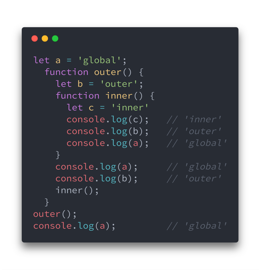 let a = 'global';
  function outer() {
    let b = 'outer';
    function inner() {
      let c = 'inner'
      console.log(c);   // 'inner'
      console.log(b);   // 'outer'
      console.log(a);   // 'global'
    }
    console.log(a);     // 'global'
    console.log(b);     // 'outer'
    inner();
  }
outer();
console.log(a);         // 'global'